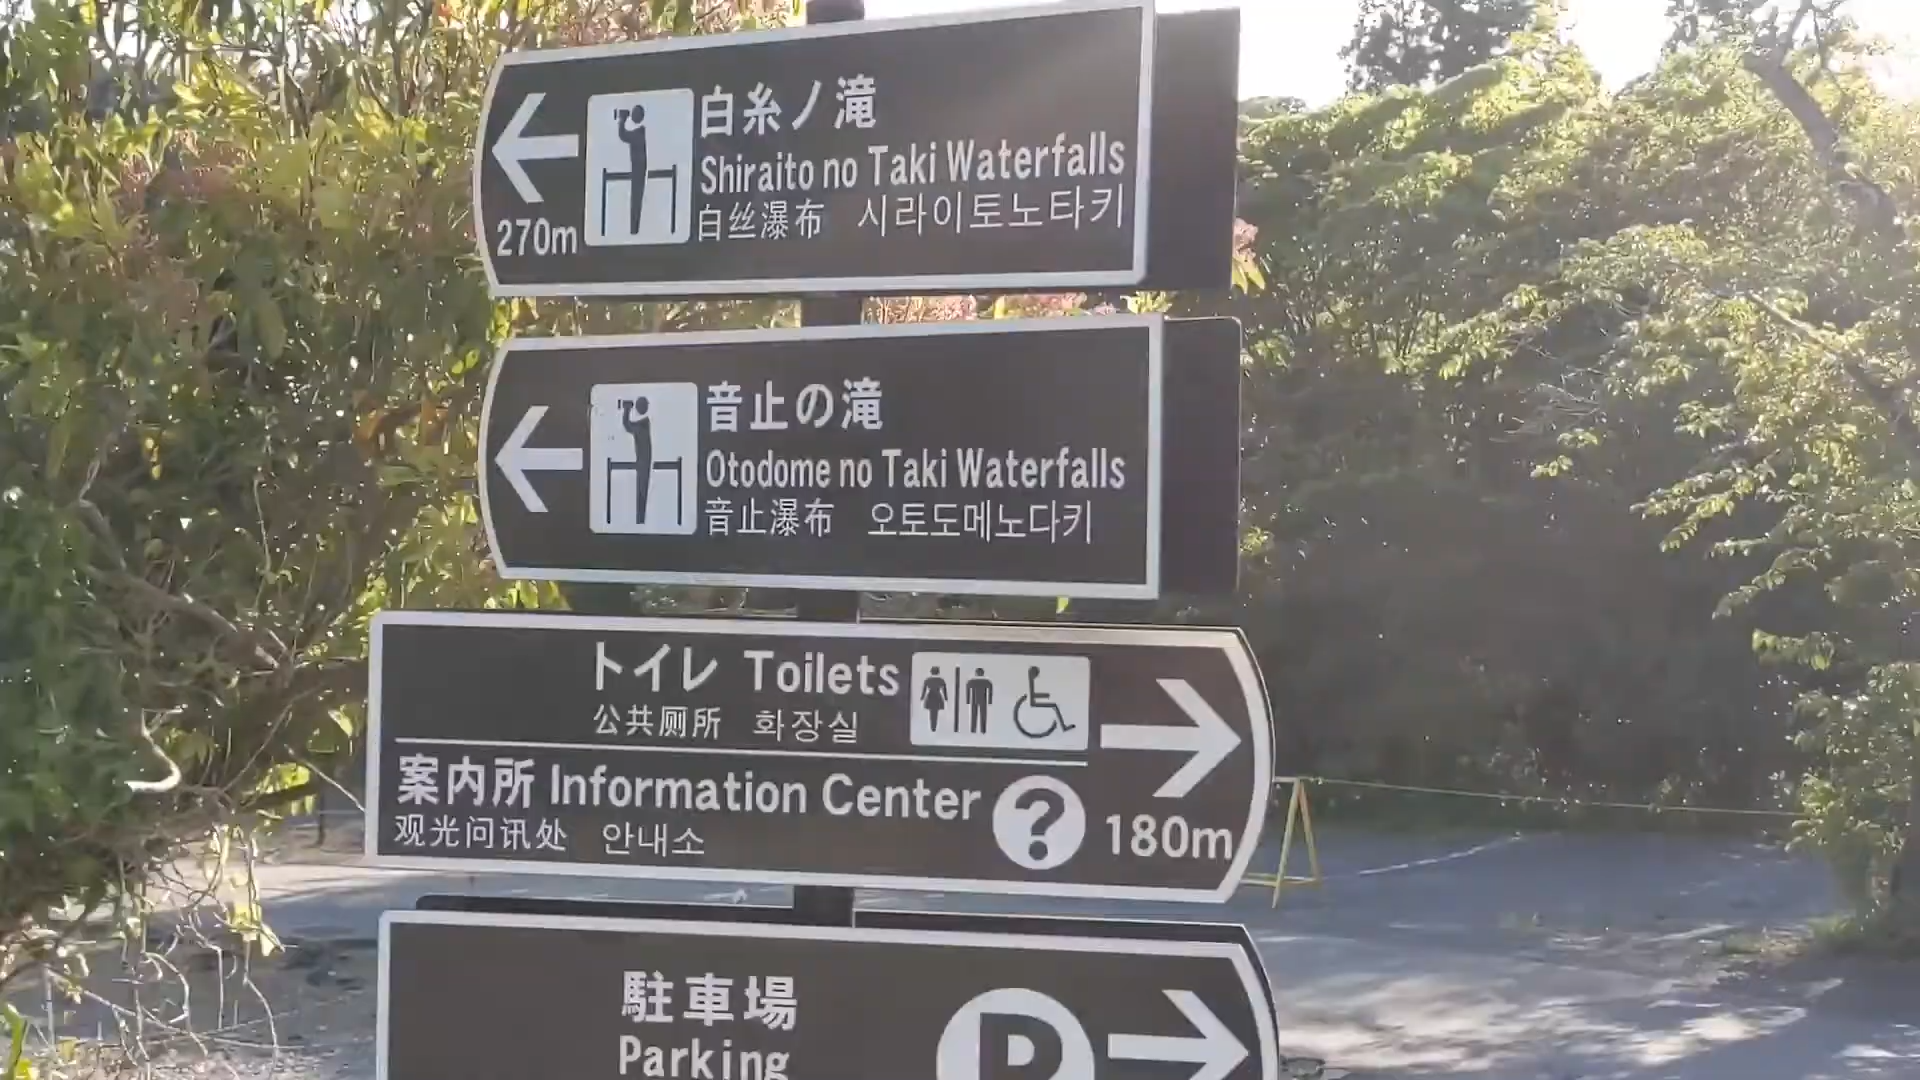 白糸ノ滝
Shiraito no Taki Waterfalls
白丝瀑布 시라이토노타키
270m
音止の滝
Otodome no Taki Waterfalls
音止瀑布 오토도메노다키
トイレ Toilets
公共厕所 화장실
案内所 Information Center ?
观光问讯处 안내소
180m
駐車場
Parking
P